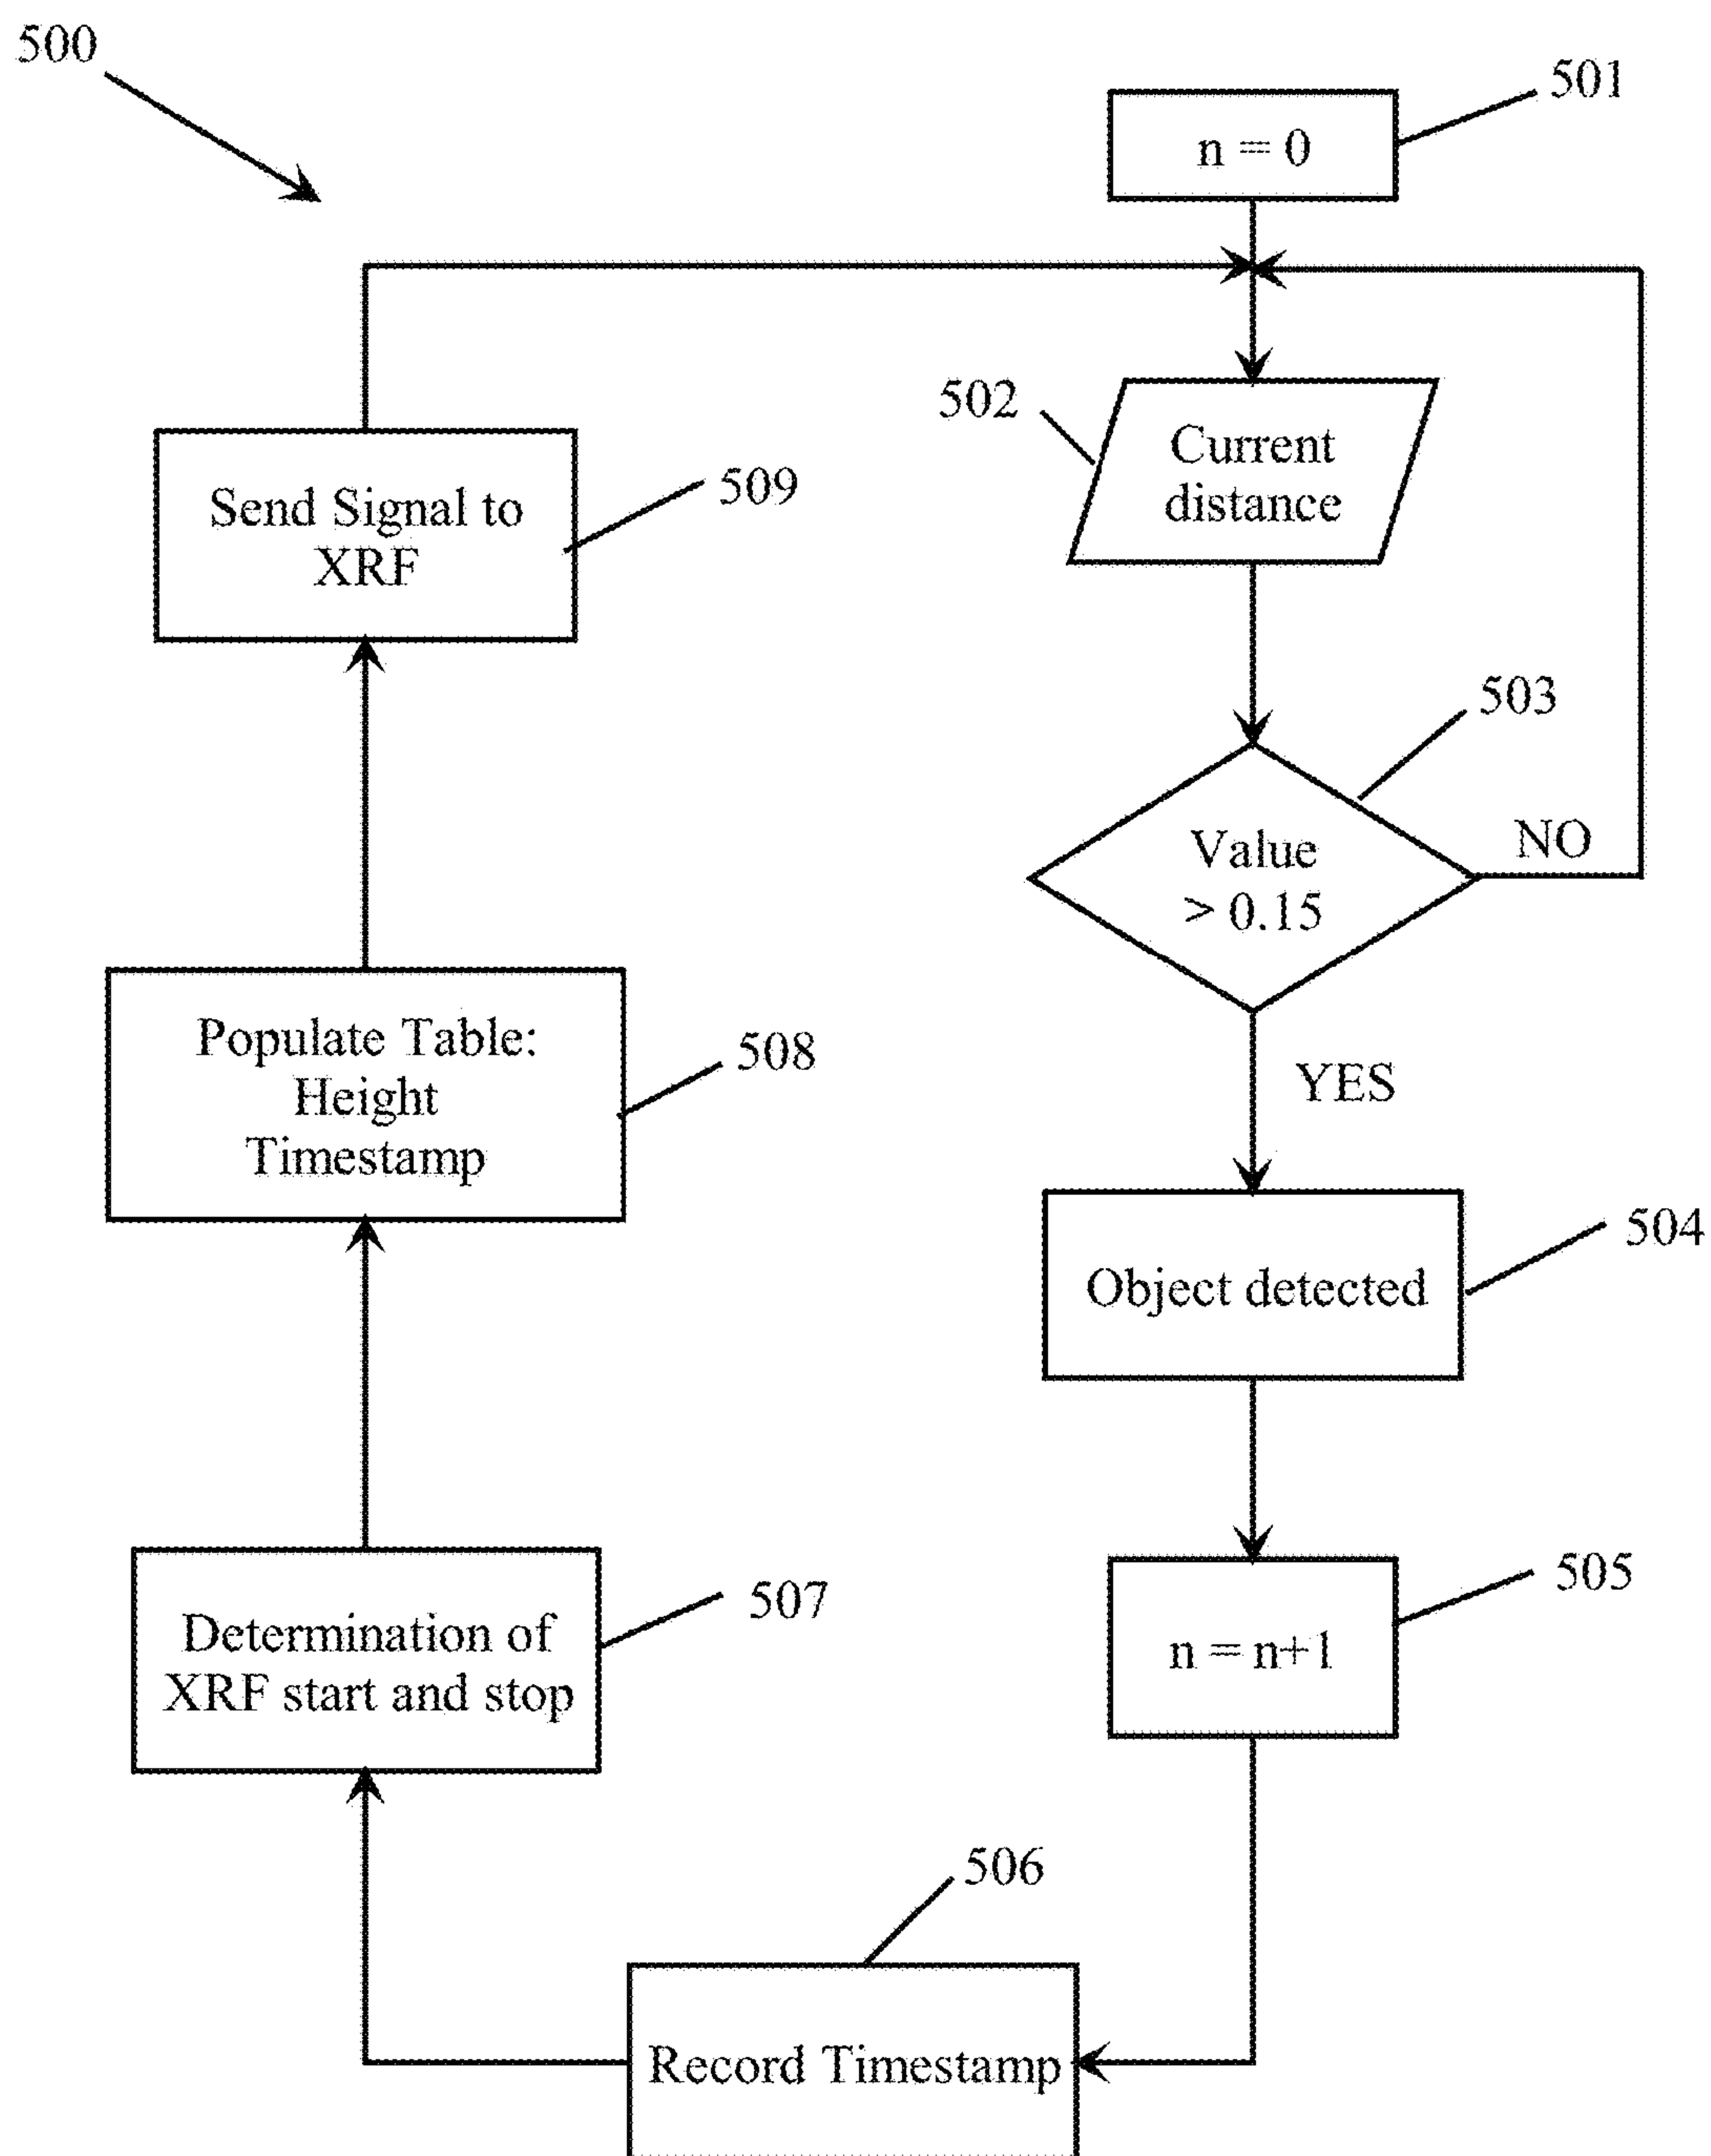 500
501
n = 0
502
Current
distance
509
Send Signal to
XRF
503
Value
> 0.15
NO
YES
508
Populate Table:
Height
Timestamp
504
Object detected
507
Determination of
XRF start and stop
505
n = n+1
506
Record Timestamp